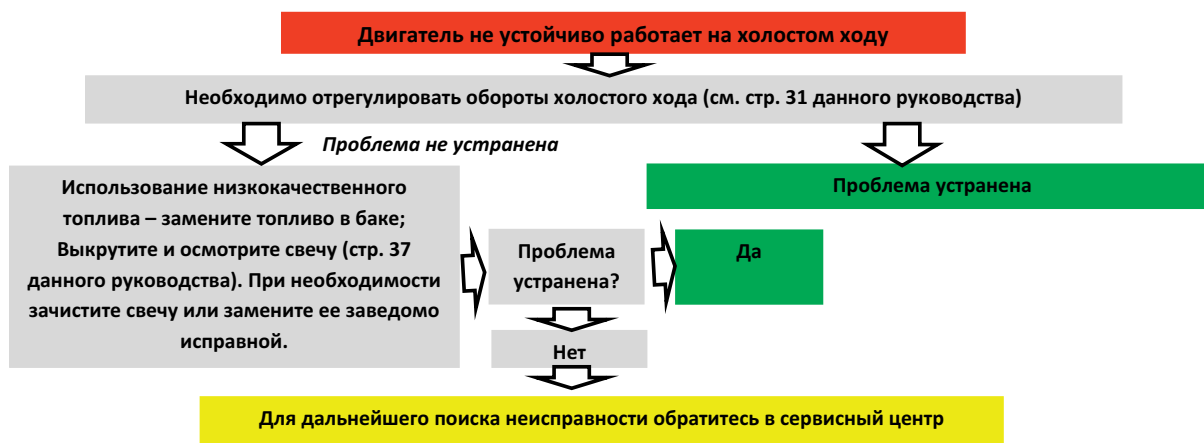 Двигатель не устойчиво работает на холостом ходу
Необходимо отрегулировать обороты холостого хода (см. стр. 31 данного руководства)
Проблема не устранена
Использование низкокачественного
топлива – замените топливо в баке;
Выкрутите и осмотрите свечу (стр. 37
данного руководства). При необходимости
зачистите свечу или замените ее заведомо
исправной.
Проблема устранена
Проблема
устранена?
Да
Нет
Для дальнейшего поиска неисправности обратитесь в сервисный центр